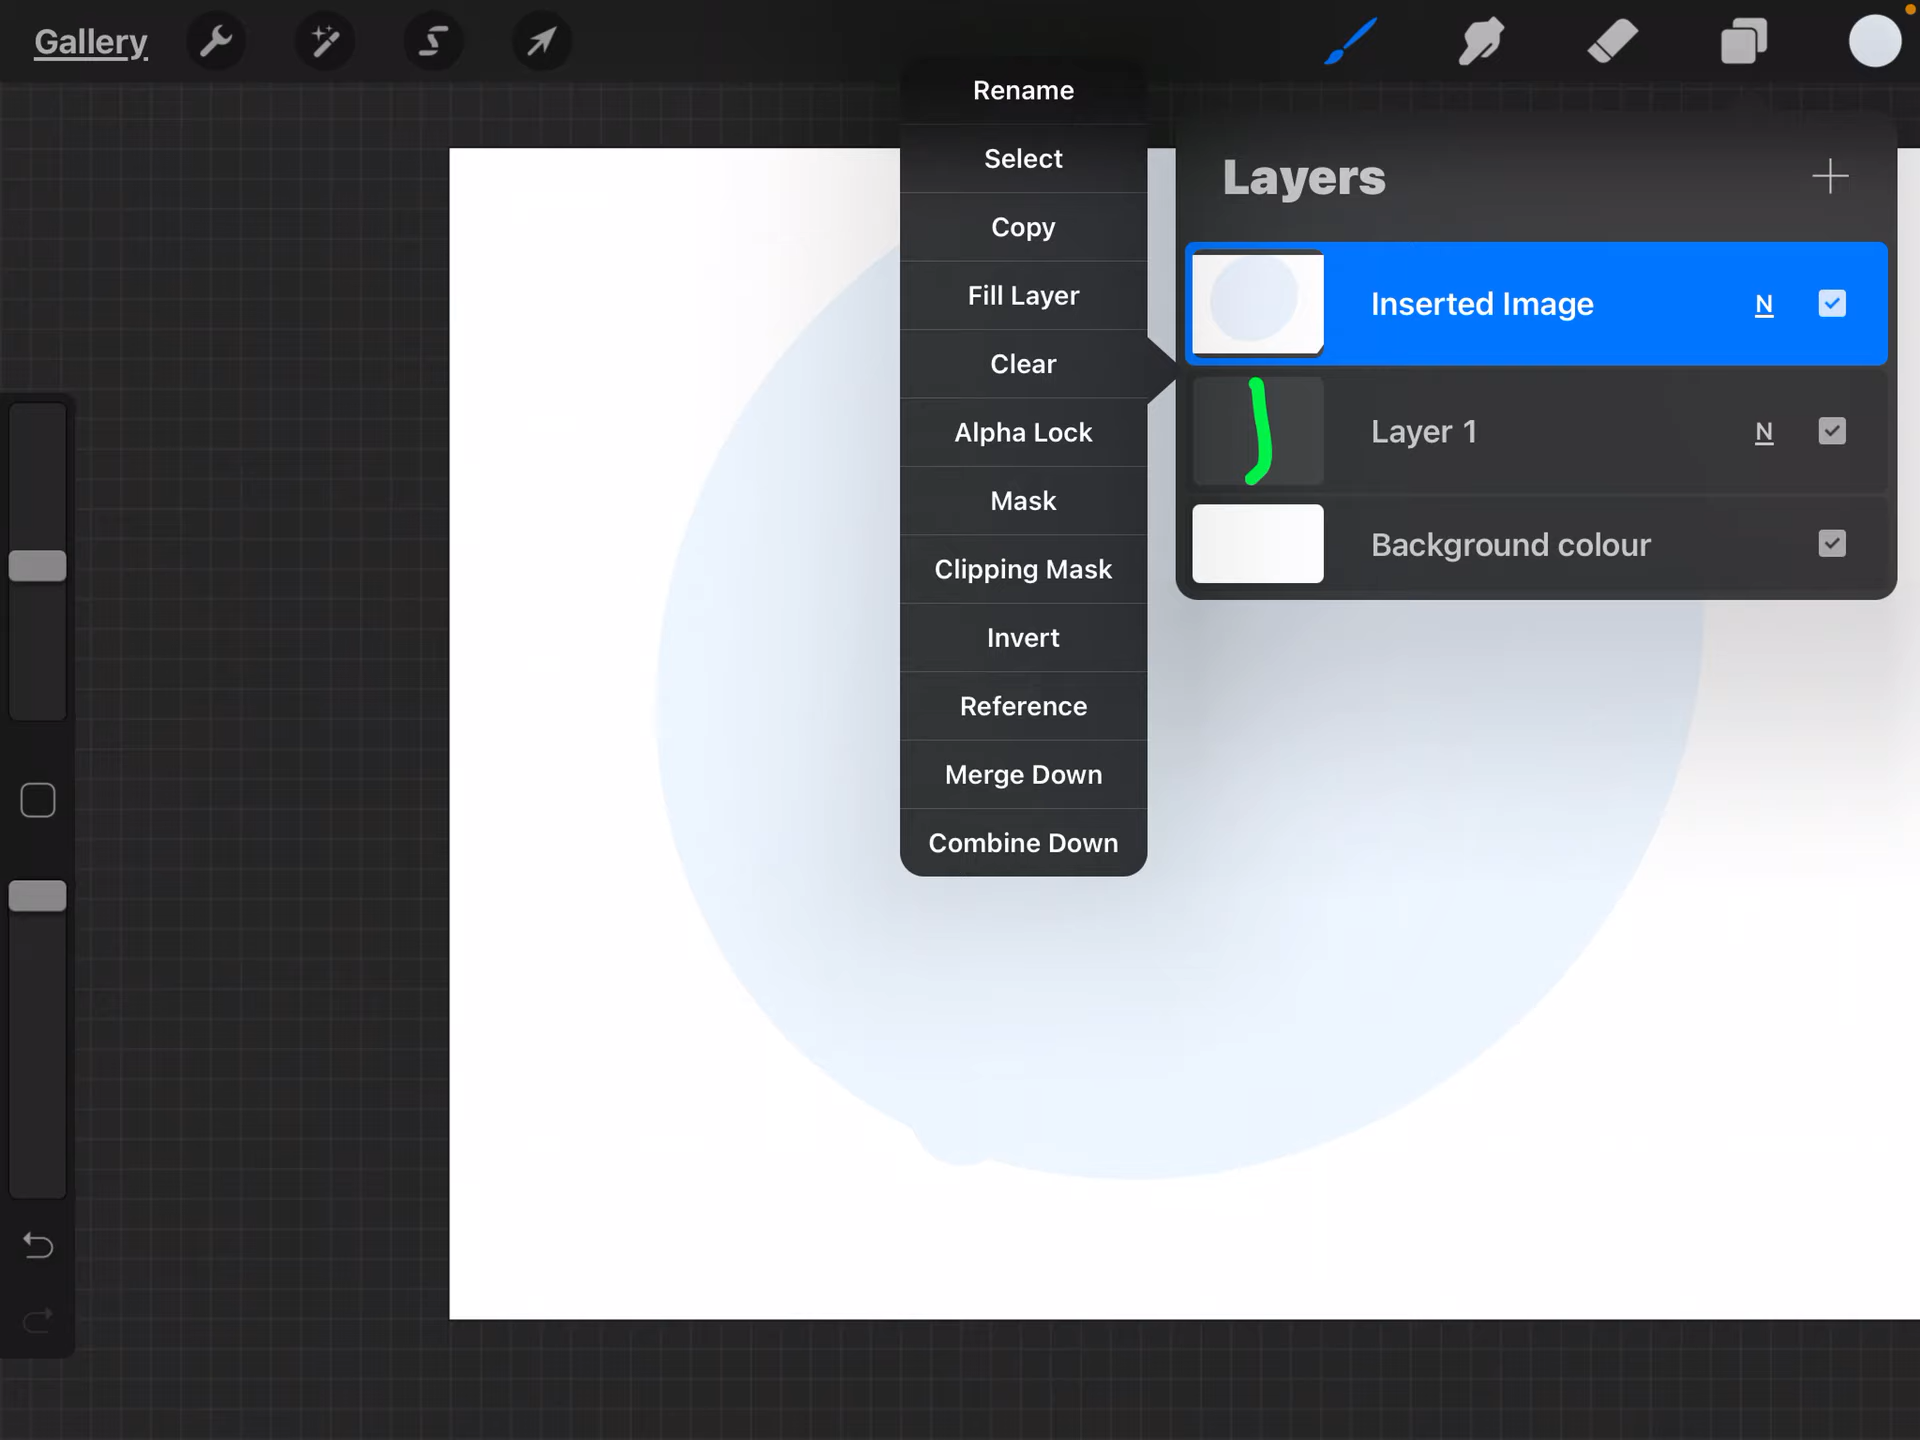 Gallery
Rename
Select
Copy
Fill Layer
Clear
Alpha Lock
Mask
Clipping Mask
Invert
Reference
Merge Down
Combine Down
Layers
Inserted Image N
Layer 1 N
Background colour